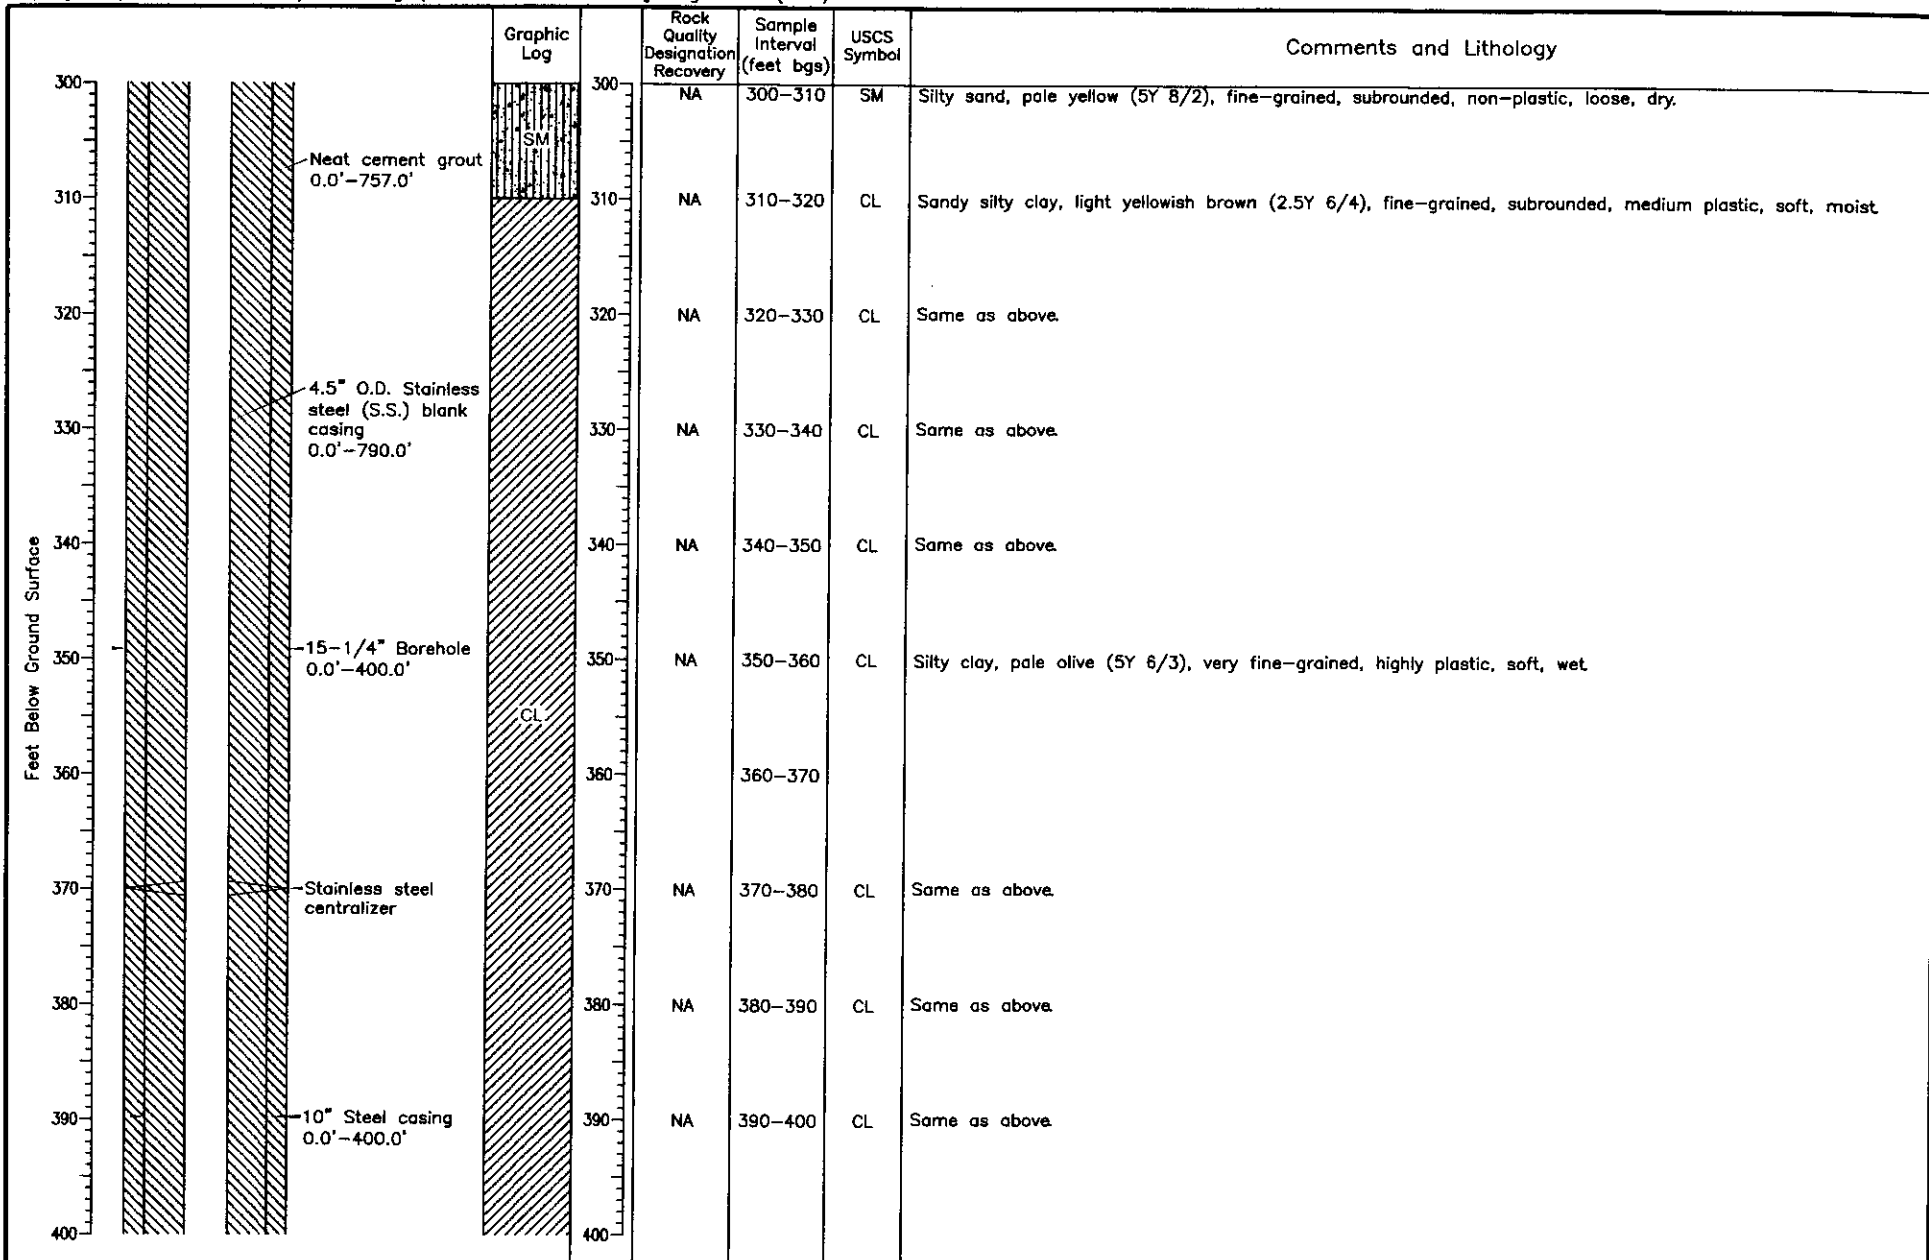 Graphic
Log
Rock
Quality
Designation
Recovery
Sample
Interval
(feet bgs)
USCS
Symbol
Comments and Lithology
Feet Below Ground Surface
300
310
320
330
340
350
360
370
380
390
400
Neat cement grout
0.0'-757.0'
4.5" O.D. Stainless
steel (S.S.) blank
casing
0.0'-790.0'
15-1/4" Borehole
0.0'-400.0'
Stainless steel
centralizer
10" Steel casing
0.0'-400.0'
SM
CL
300
310
320
330
340
350
360
370
380
390
400
NA 300-310 SM Silty sand, pale yellow (5Y 8/2), fine-grained, subrounded, non-plastic, loose, dry.
NA 310-320 CL Sandy silty clay, light yellowish brown (2.5Y 6/4), fine-grained, subrounded, medium plastic, soft, moist.
NA 320-330 CL Same as above.
NA 330-340 CL Same as above.
NA 340-350 CL Same as above.
NA 350-360 CL Silty clay, pale olive (5Y 6/3), very fine-grained, highly plastic, soft, wet.
360-370
NA 370-380 CL Same as above.
NA 380-390 CL Same as above.
NA 390-400 CL Same as above.